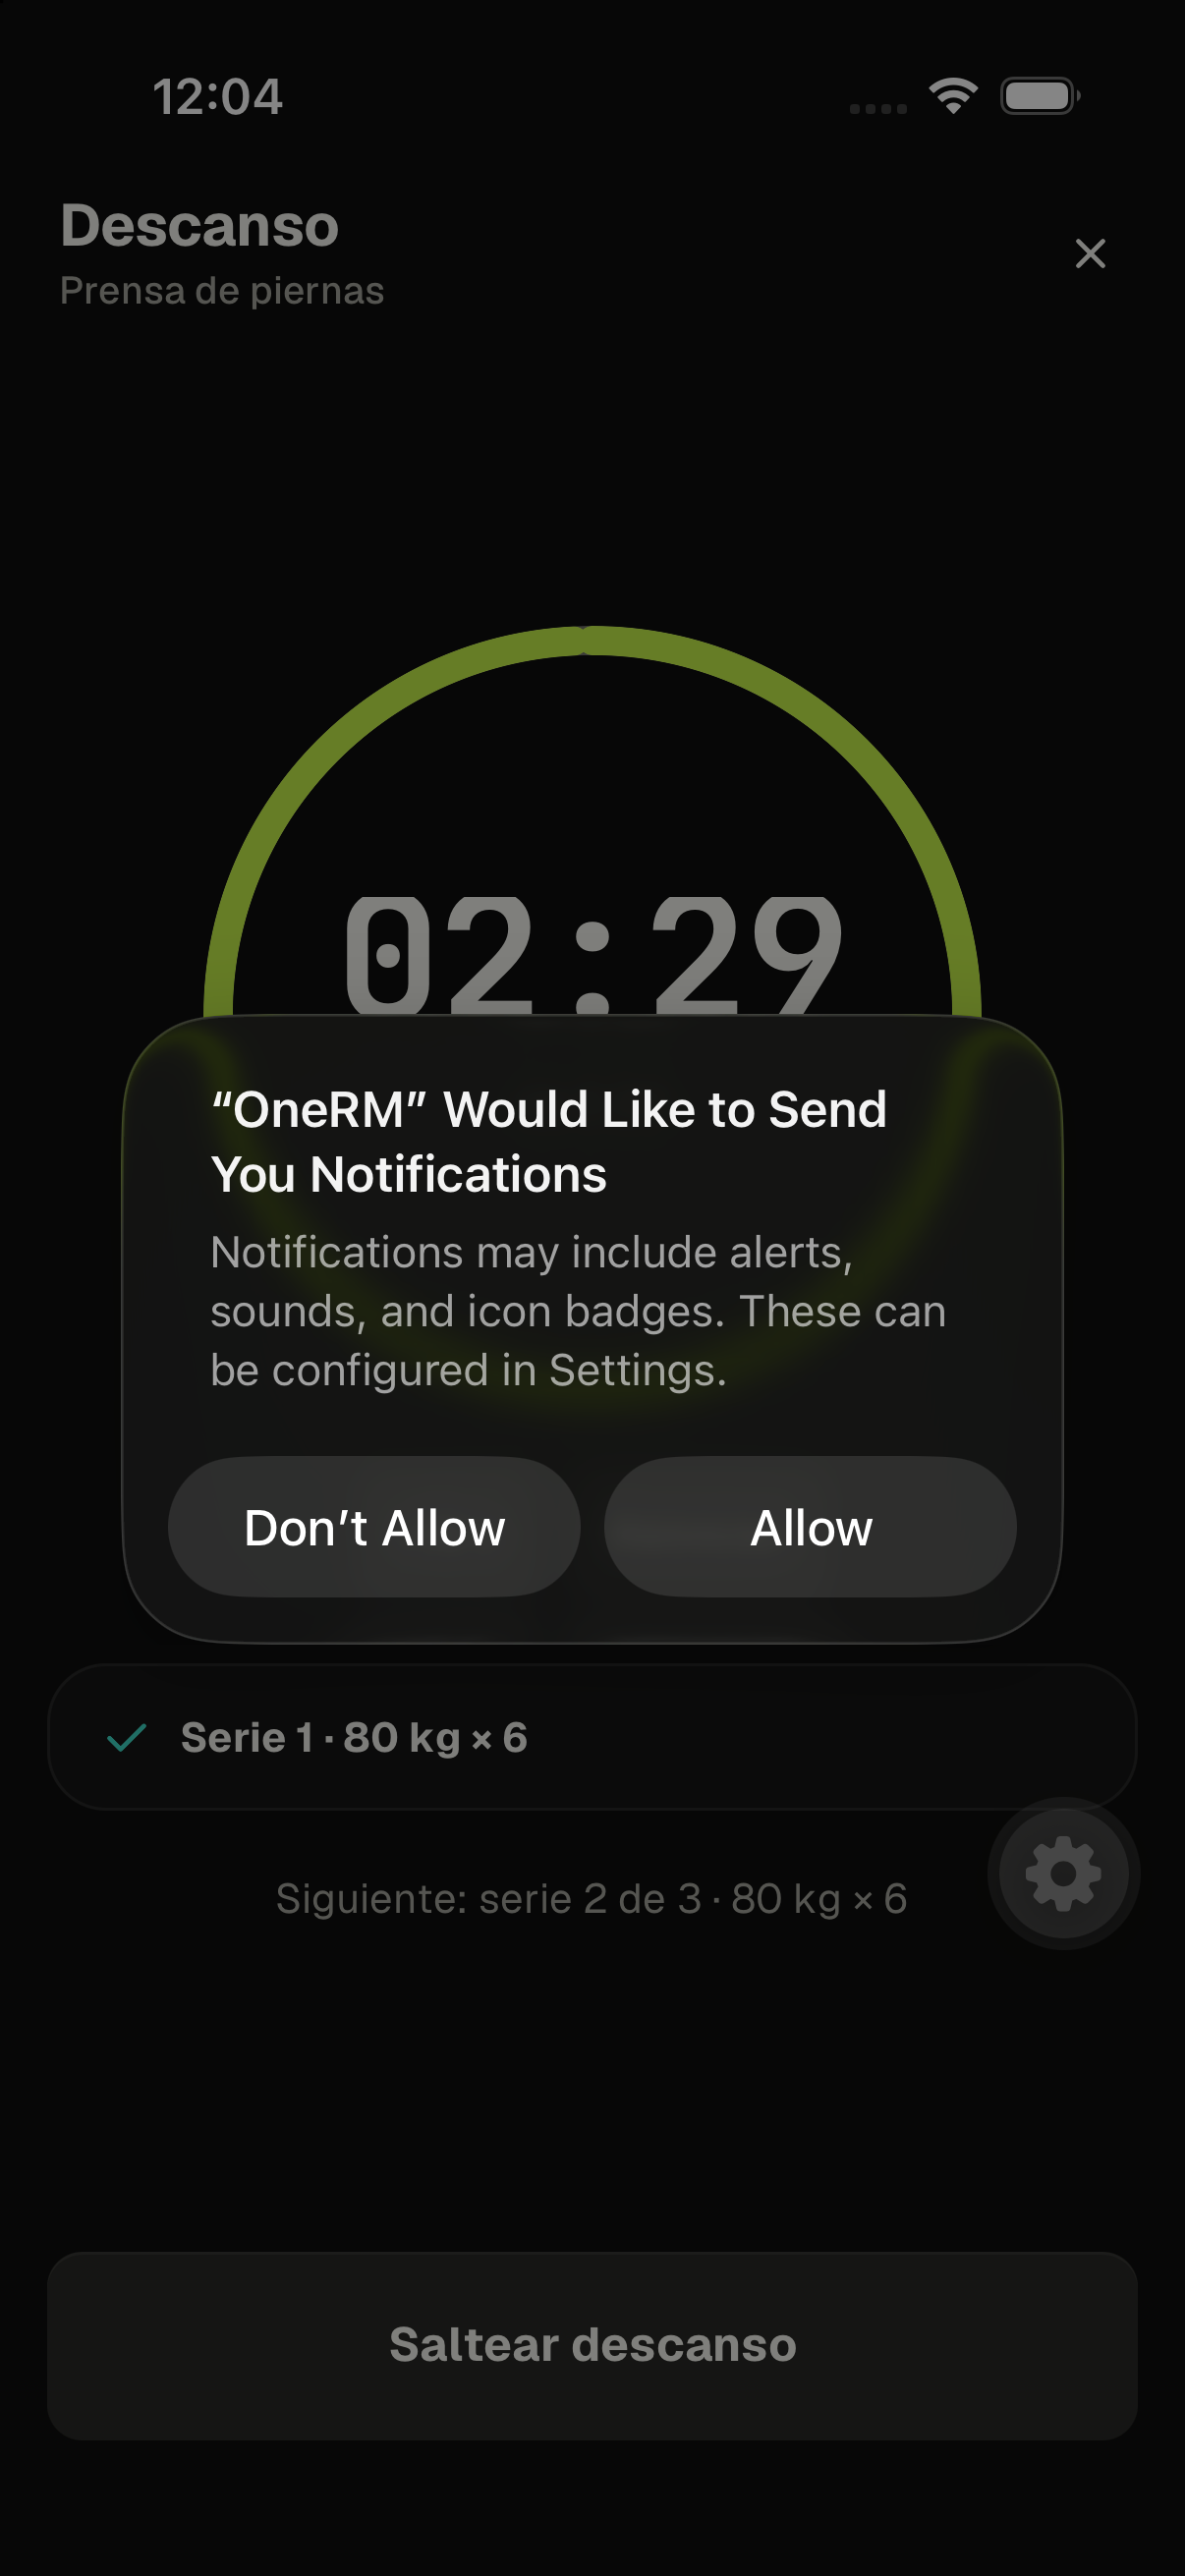 12:04
Descanso
Prensa de piernas
02:29
“OneRM” Would Like to Send
You Notifications
Notifications may include alerts,
sounds, and icon badges. These can
be configured in Settings.
Don’t Allow
Allow
Serie 1 · 80 kg × 6
Siguiente: serie 2 de 3 · 80 kg × 6
Saltear descanso